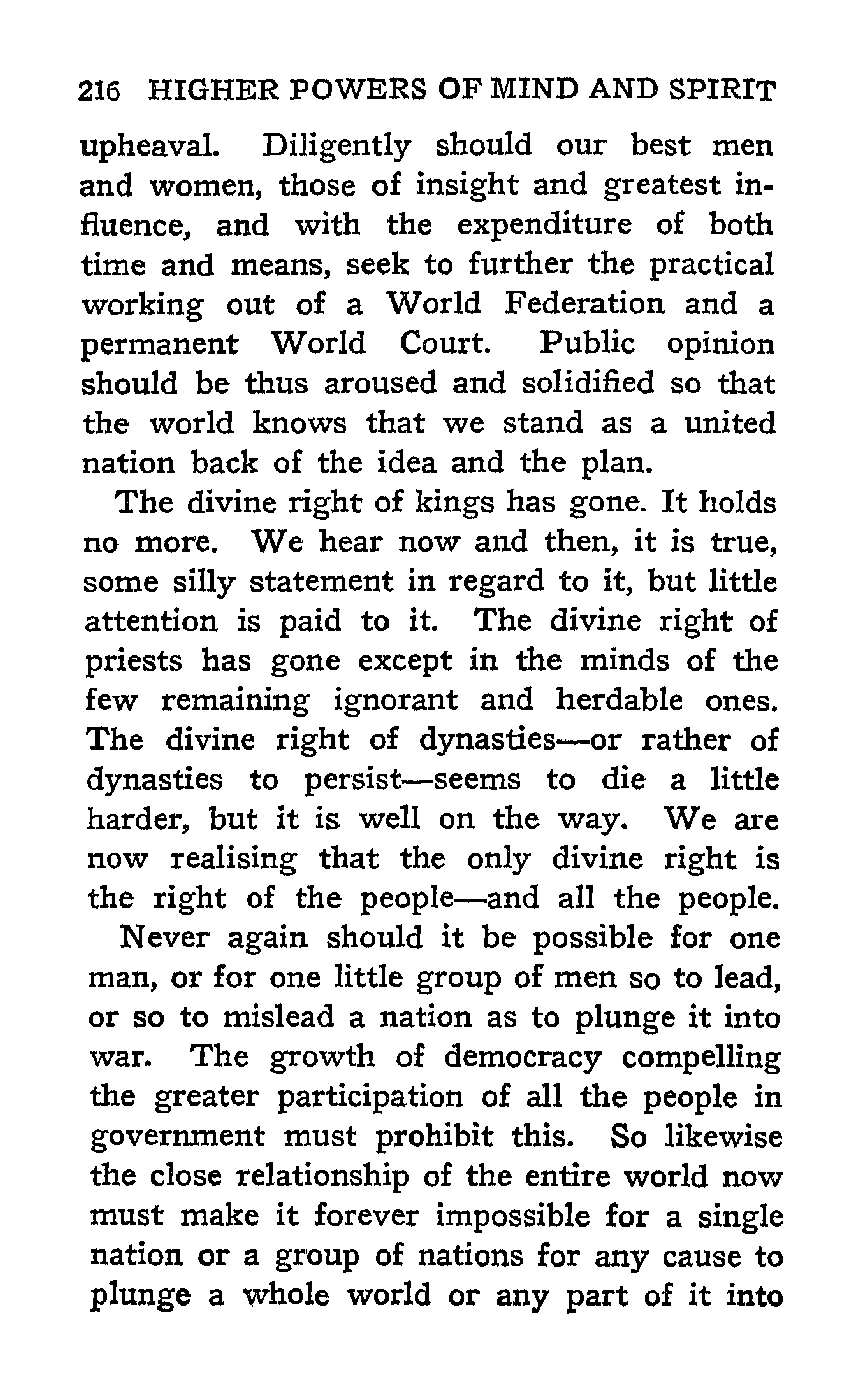 216 HIGHER POWERS OF MIND AND SPIRIT
upheaval. Diligently should our best men
and women, those of insight and greatest in-
fluence, and with the expenditure of both
time and means, seek to further the practical
working out of a World Federation and a
permanent World Court. Public opinion
should be thus aroused and solidified so that
the world knows that we stand as a united
nation back of the idea and the plan.
The divine right of kings has gone. It holds
no more. We hear now and then, it is true,
some silly statement in regard to it, but little
attention is paid to it. The divine right of
priests has gone except in the minds of the
few remaining ignorant and herdable ones.
The divine right of dynasties—or rather of
dynasties to persist—seems to die a little
harder, but it is well on the way. We are
now realising that the only divine right is
the right of the people—and all the people.
Never again should it be possible for one
man, or for one little group of men so to lead,
or so to mislead a nation as to plunge it into
war. The growth of democracy compelling
the greater participation of all the people in
government must prohibit this. So likewise
the close relationship of the entire world now
must make it forever impossible for a single
nation or a group of nations for any cause to
plunge a whole world or any part of it into